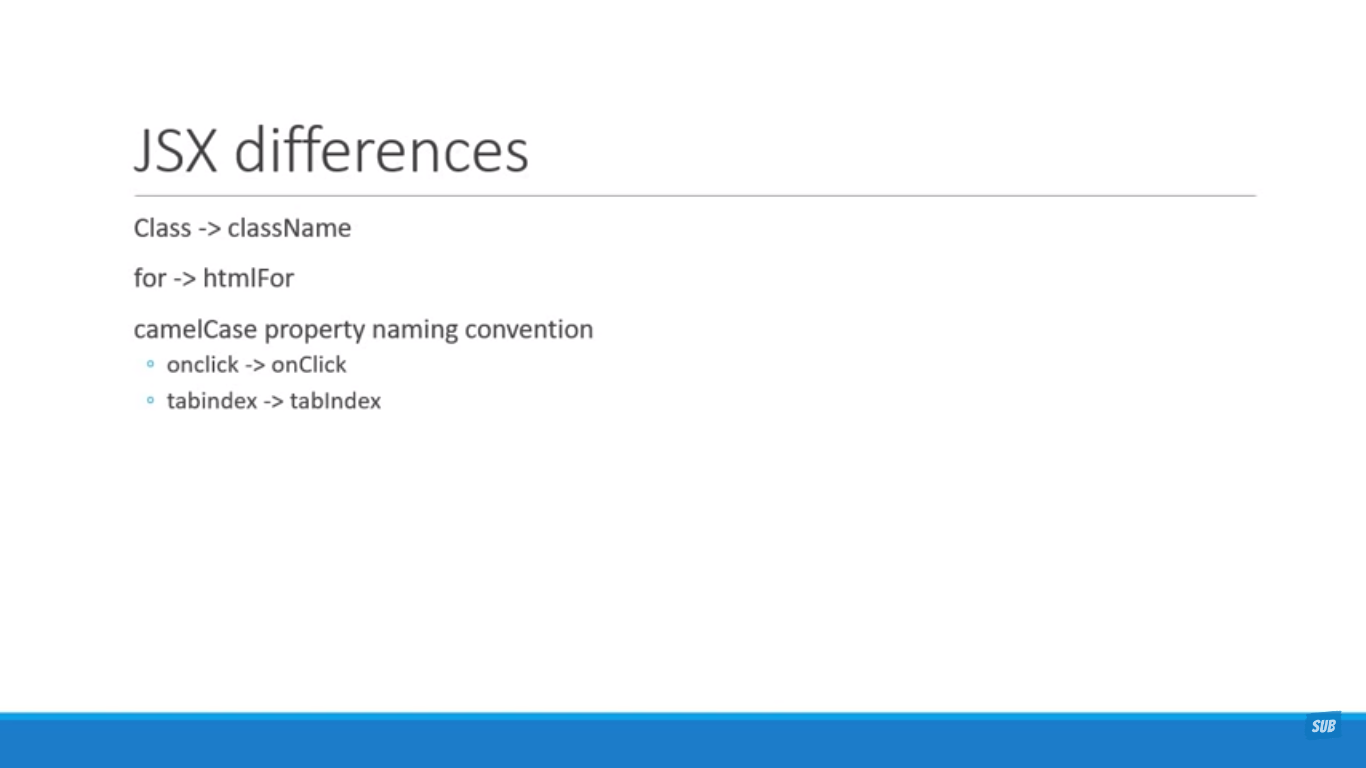 JSX differences
Class -> className
for -> htmlFor
camelCase property naming convention
onclick -> onClick
tabindex -> tabIndex
SUB